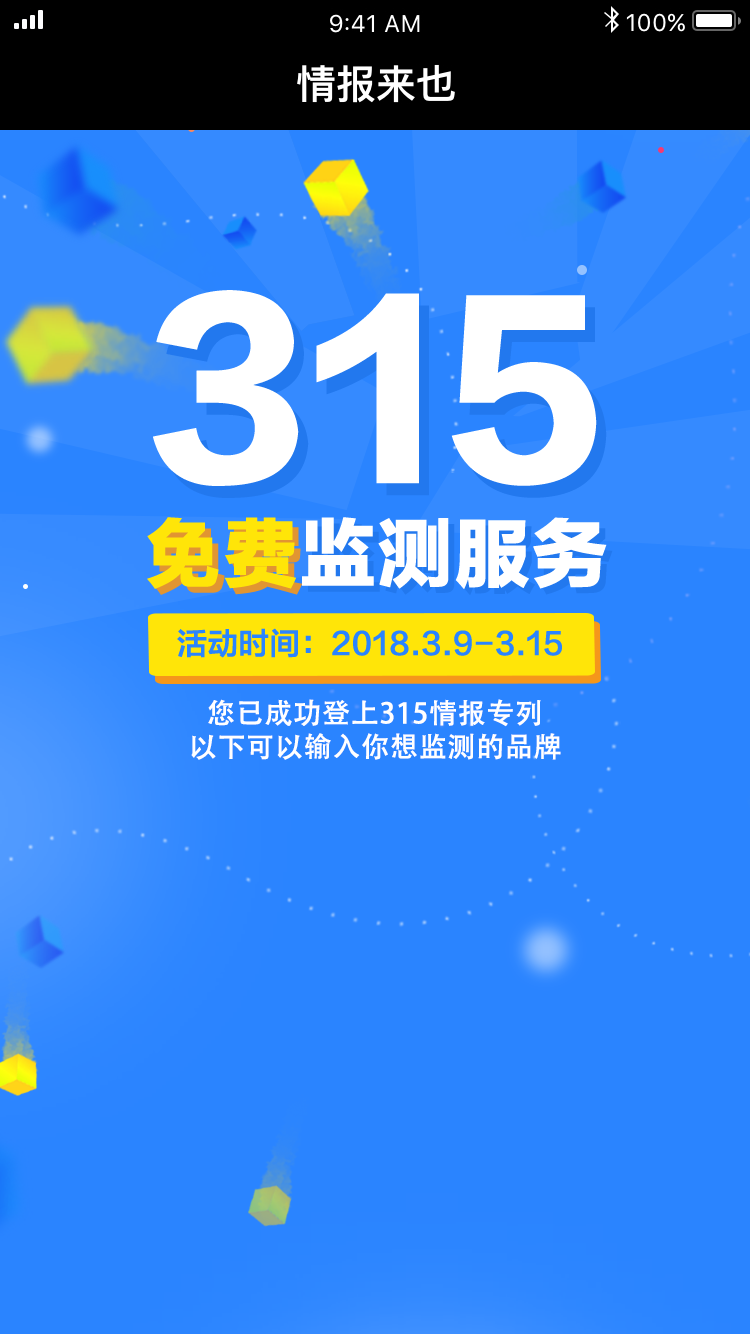 9:41 AM
100%
情报来也
315
免费监测服务
活动时间：2018.3.9-3.15
您已成功登上315情报专列
以下可以输入你想监测的品牌